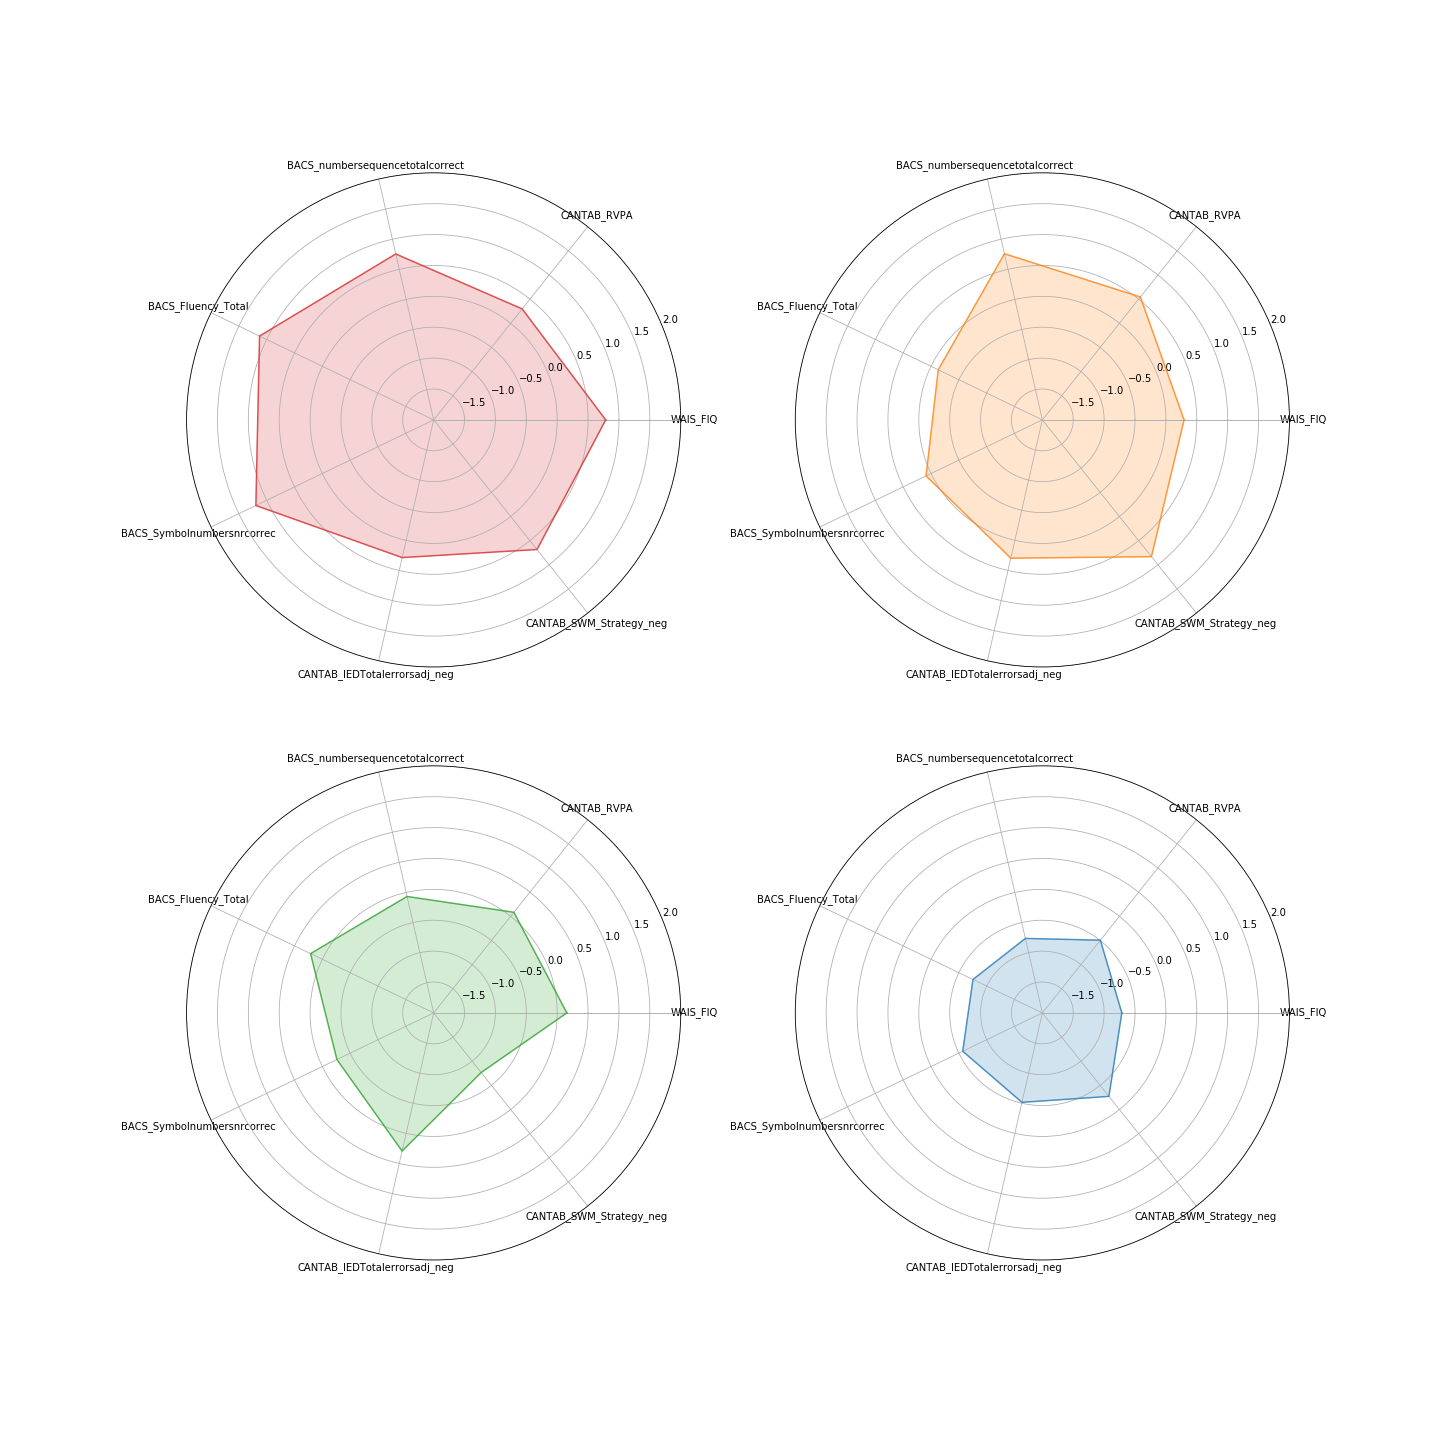 BACS_numbersequencetotalcorrect
CANTAB_RVPA
BACS_Fluency_Total
2.0
1.5
1.0
0.5
0.0
−0.5
−1.0
−1.5
WAIS_FIQ
BACS_Symbolnumbersnrcorrec
CANTAB_SWM_Strategy_neg
CANTAB_IEDTotalerrorsadj_neg
BACS_numbersequencetotalcorrect
CANTAB_RVPA
BACS_Fluency_Total
2.0
1.5
1.0
0.5
0.0
−0.5
−1.0
−1.5
WAIS_FIQ
BACS_Symbolnumbersnrcorrec
CANTAB_SWM_Strategy_neg
CANTAB_IEDTotalerrorsadj_neg
BACS_numbersequencetotalcorrect
CANTAB_RVPA
BACS_Fluency_Total
2.0
1.5
1.0
0.5
0.0
−0.5
−1.0
−1.5
WAIS_FIQ
BACS_Symbolnumbersnrcorrec
CANTAB_SWM_Strategy_neg
CANTAB_IEDTotalerrorsadj_neg
BACS_numbersequencetotalcorrect
CANTAB_RVPA
BACS_Fluency_Total
2.0
1.5
1.0
0.5
0.0
−0.5
−1.0
−1.5
WAIS_FIQ
BACS_Symbolnumbersnrcorrec
CANTAB_SWM_Strategy_neg
CANTAB_IEDTotalerrorsadj_neg